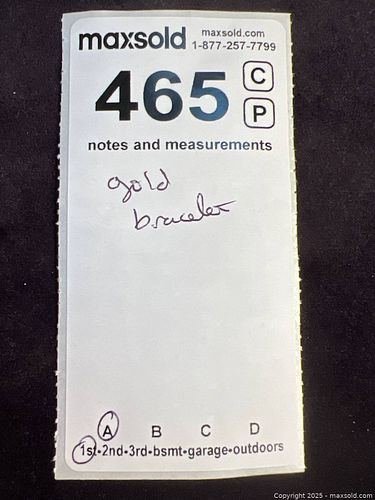 maxsold maxsold.com
1-877-257-7799
465 C
P
notes and measurements
gold
bracelet
A B C D
1st•2nd•3rd•bsmt•garage•outdoors
Copyright 2025 - maxsold.com